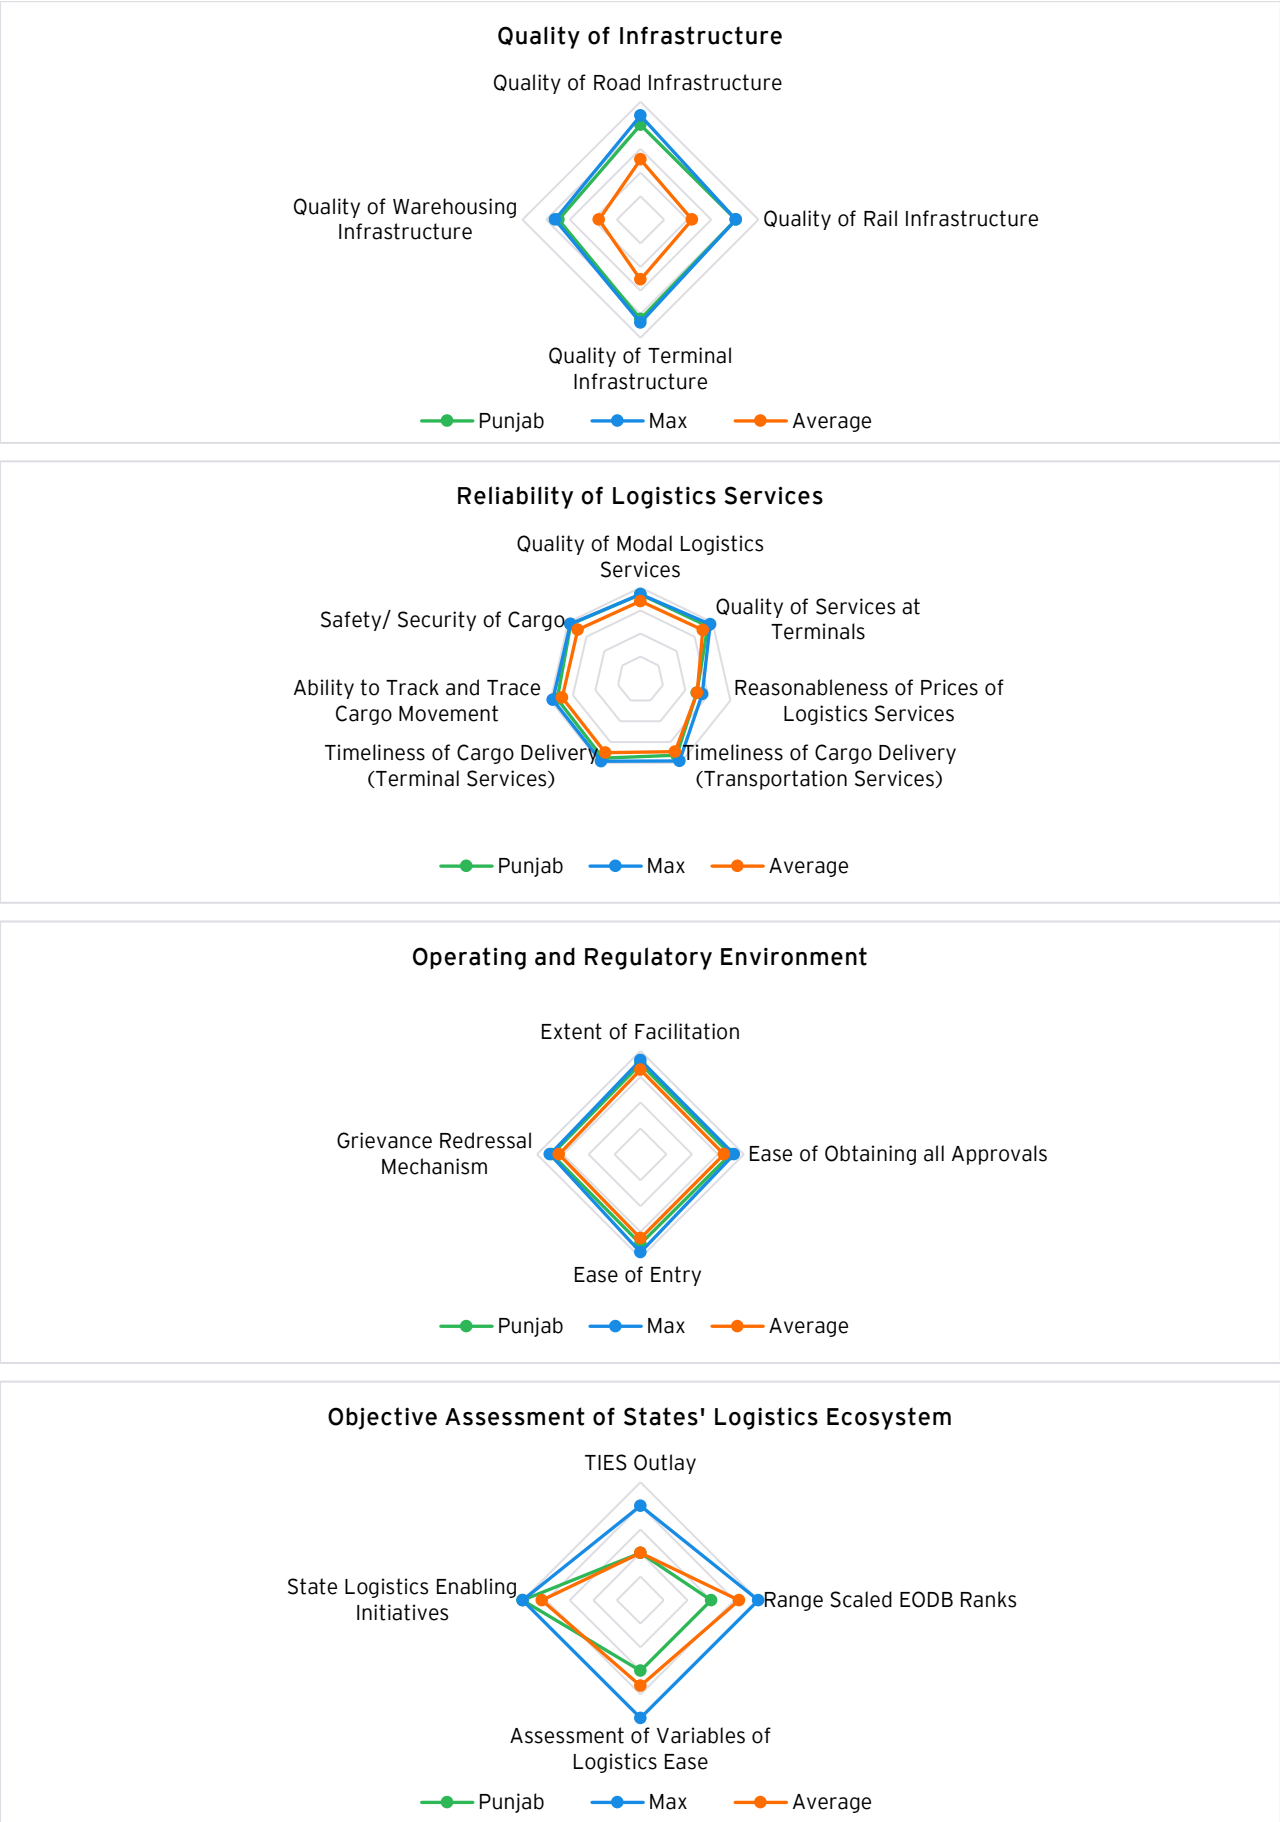 Quality of Infrastructure
Quality of Road Infrastructure
Quality of Warehousing
Infrastructure
Quality of Rail Infrastructure
Quality of Terminal
Infrastructure
Punjab Max Average
Reliability of Logistics Services
Quality of Modal Logistics
Services
Quality of Services at
Terminals
Safety/ Security of Cargo
Ability to Track and Trace
Cargo Movement
Reasonableness of Prices of
Logistics Services
Timeliness of Cargo Delivery
(Terminal Services)
Timeliness of Cargo Delivery
(Transportation Services)
Punjab Max Average
Operating and Regulatory Environment
Extent of Facilitation
Grievance Redressal
Mechanism
Ease of Obtaining all Approvals
Ease of Entry
Punjab Max Average
Objective Assessment of States' Logistics Ecosystem
TIES Outlay
State Logistics Enabling
Initiatives
Range Scaled EODB Ranks
Assessment of Variables of
Logistics Ease
Punjab Max Average